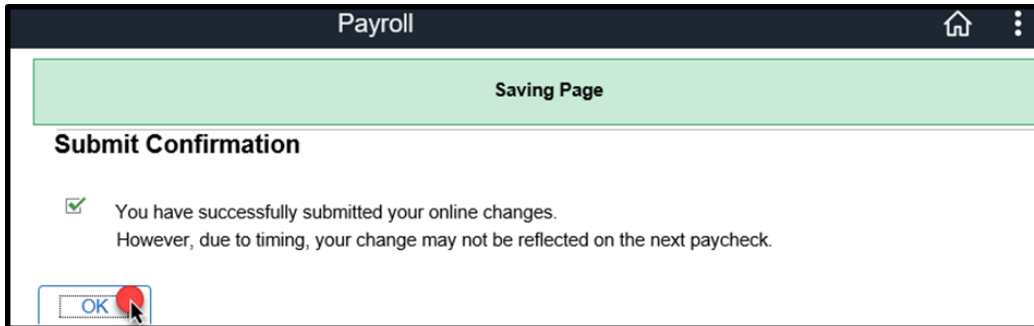 Payroll
Saving Page
Submit Confirmation
You have successfully submitted your online changes.
However, due to timing, your change may not be reflected on the next paycheck.
OK